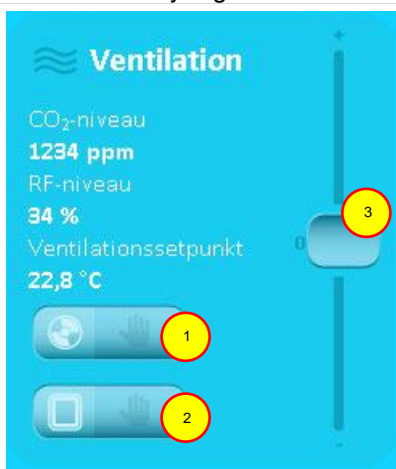 Ventilation
CO₂-niveau
1234 ppm
RF-niveau
34 %
Ventilationssetpunkt
22,8 °C
+
0
3
1
2
-